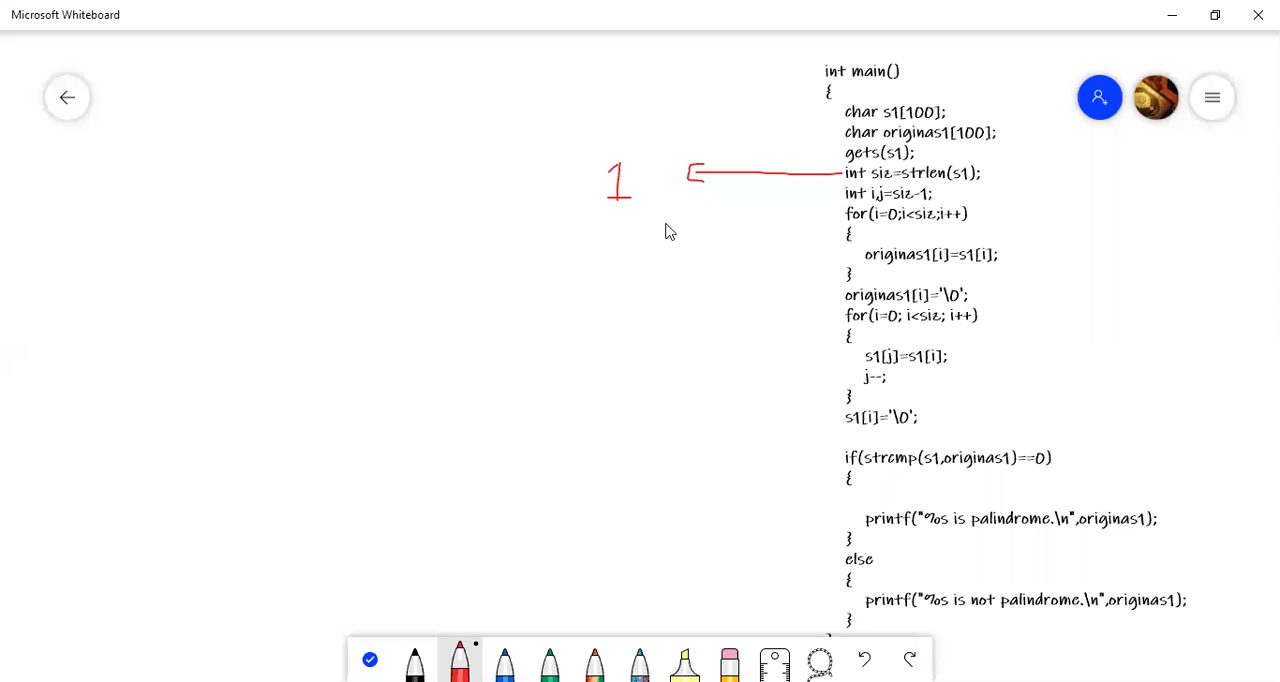 Microsoft Whiteboard
int main()
{
char s1[100];
char originas1[100];
gets(s1);
1
int siz=strlen(s1);
int i,j=siz-1;
for(i=0;i<siz;i++)
{
originas1[i]=s1[i];
}
originas1[i]='\0';
for(i=0; i<siz; i++)
{
s1[j]=s1[i];
j--;
}
s1[i]='\0';
if(strcmp(s1,originas1)==0)
{
printf("%s is palindrome.\n",originas1);
}
else
{
printf("%s is not palindrome.\n",originas1);
}